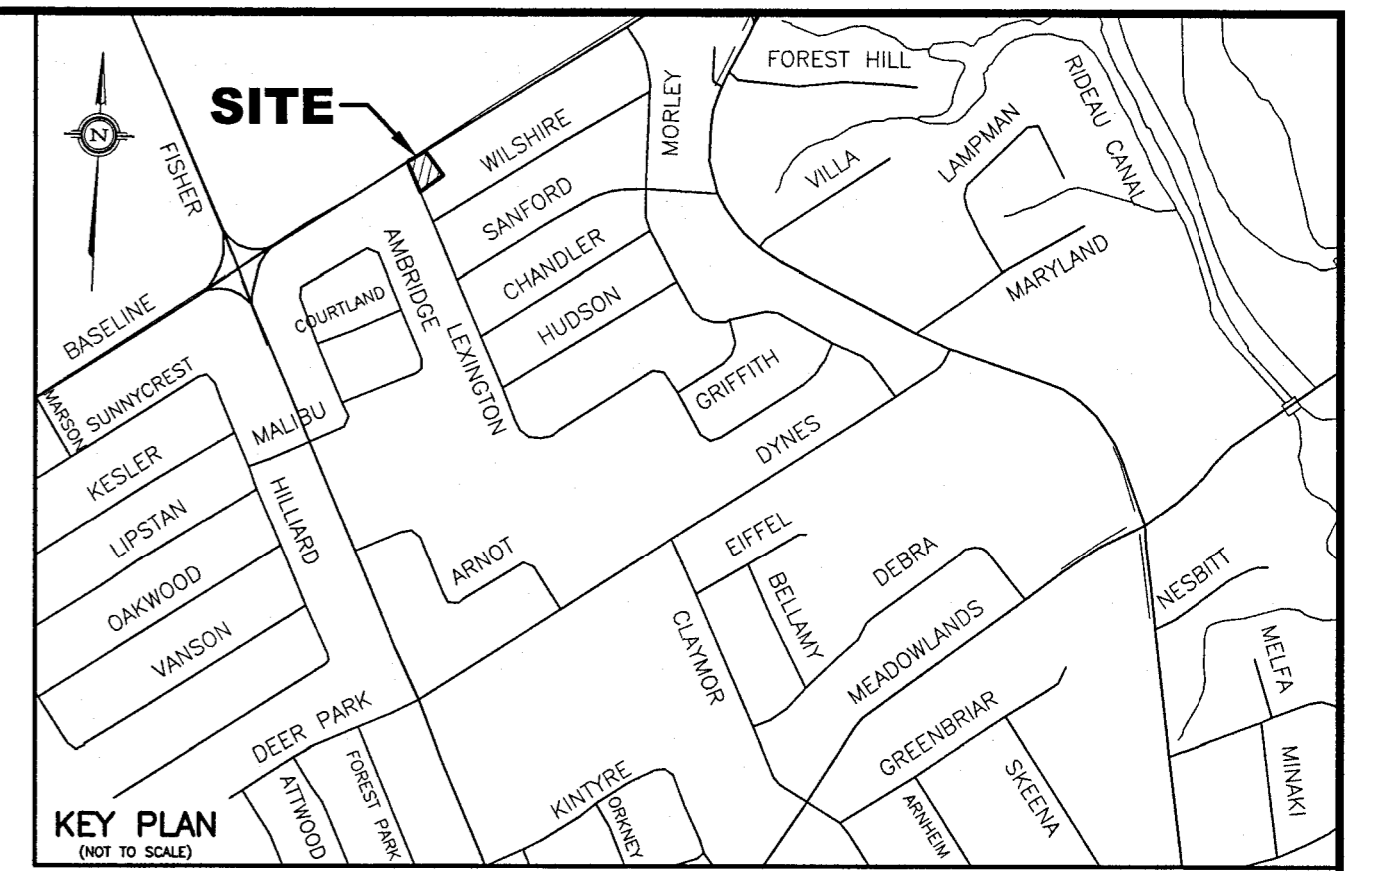 FOREST HILL
RIDEAU CANAL
SITE
MORLEY
WILSHIRE
LAMPMAN
N
FISHER
VILLA
SANFORD
AMBRIDGE
CHANDLER
MARYLAND
COURTLAND
HUDSON
BASELINE
LEXINGTON
SUNNYCREST
MARSON
GRIFFITH
MALIBU
DYNES
KESLER
HILLIARD
LIPSTAN
EIFFEL
ARNOT
DEBRA
BELLAMY
NESBITT
OAKWOOD
CLAYMOR
MEADOWLANDS
VANSON
MELFA
DEER PARK
GREENBRIAR
FOREST PARK
SKEENA
MINAKI
ATTWOOD
KINTYRE
ORKNEY
ARNHEIM
KEY PLAN
(NOT TO SCALE)